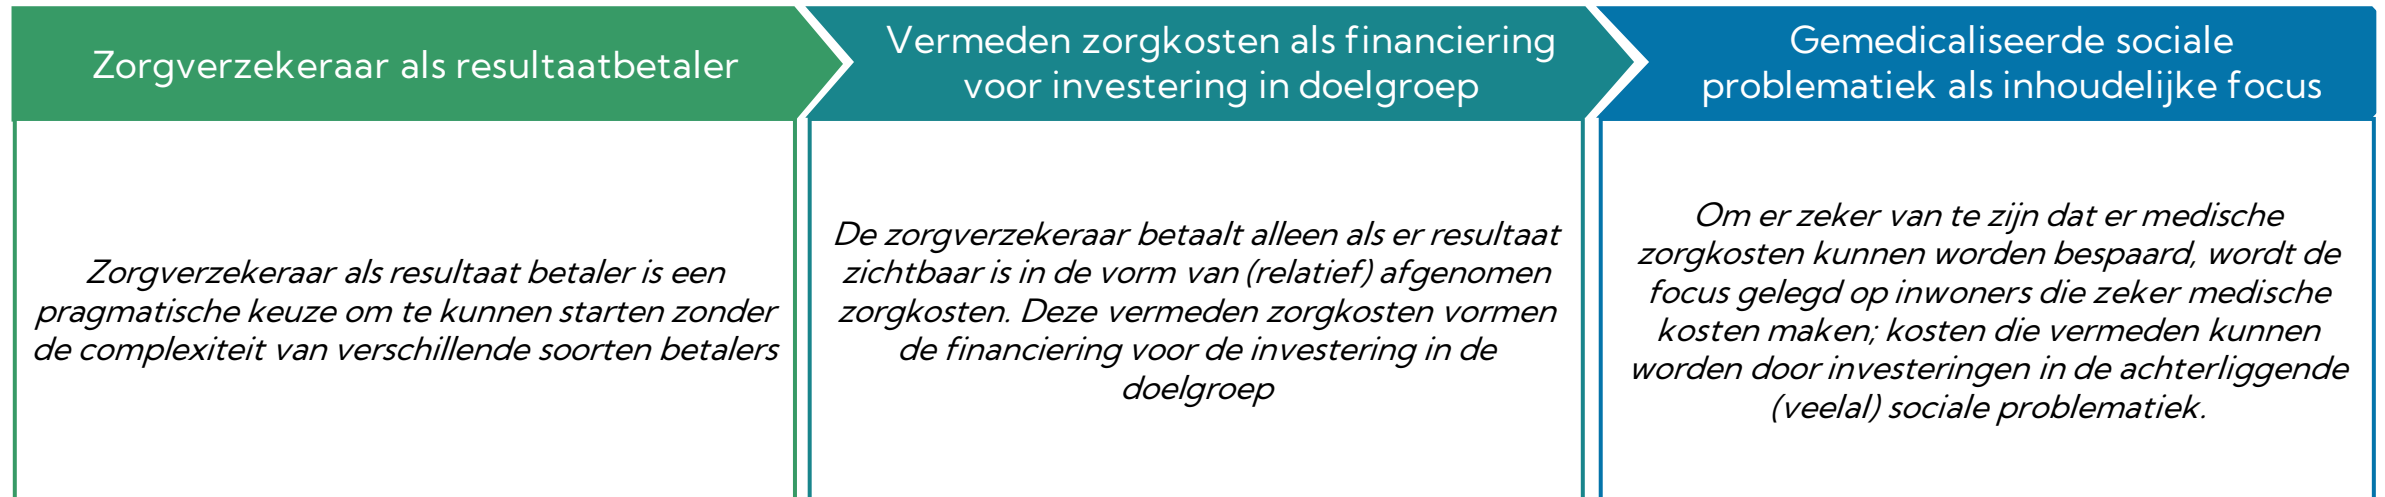 Zorgverzekeraar als resultaatbetaler
Zorgverzekeraar als resultaat betaler is een
pragmatische keuze om te kunnen starten zonder
de complexiteit van verschillende soorten betalers
Vermeden zorgkosten als financiering
voor investering in doelgroep
De zorgverzekeraar betaalt alleen als er resultaat
zichtbaar is in de vorm van (relatief) afgenomen
zorgkosten. Deze vermeden zorgkosten vormen
de financiering voor de investering in de
doelgroep
Gemedicaliseerde sociale
problematiek als inhoudelijke focus
Om er zeker van te zijn dat er medische
zorgkosten kunnen worden bespaard, wordt de
focus gelegd op inwoners die zeker medische
kosten maken; kosten die vermeden kunnen
worden door investeringen in de achterliggende
(veelal) sociale problematiek.